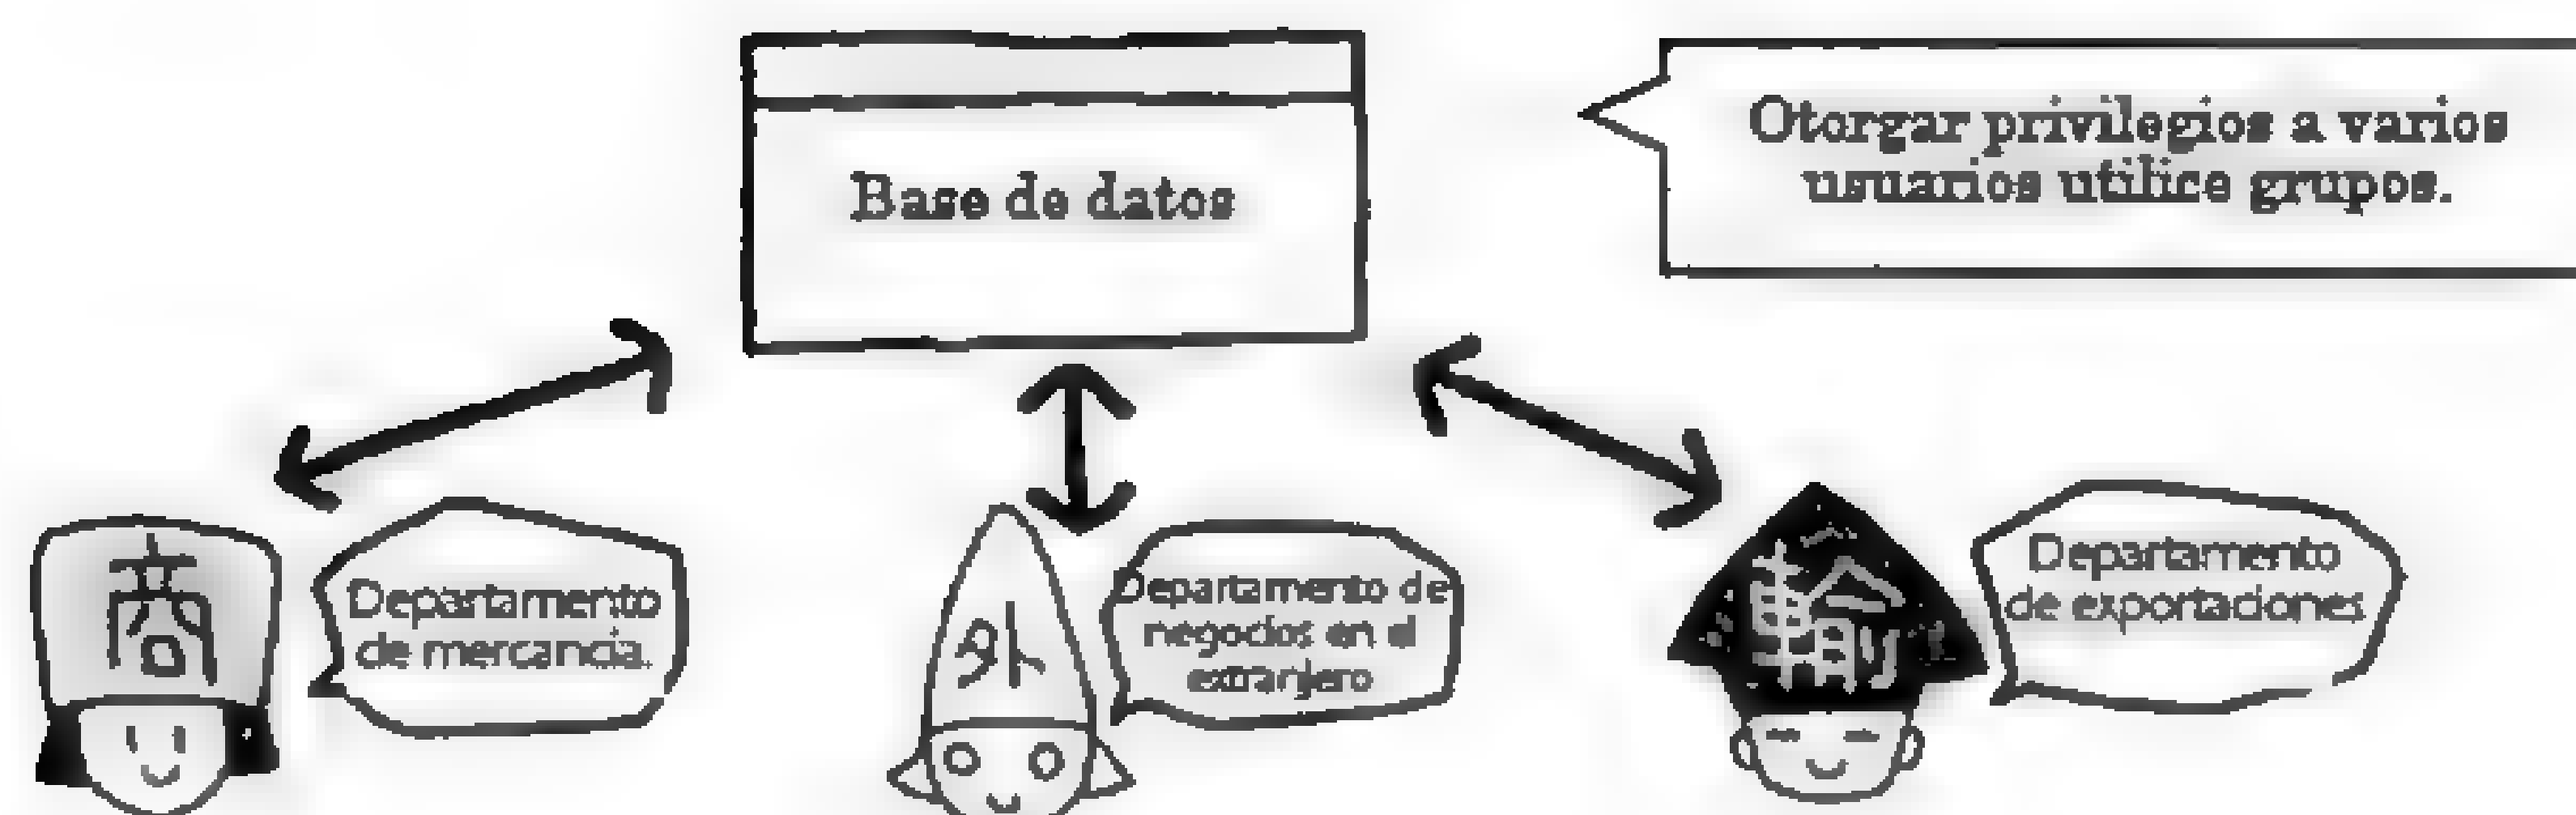 Base de datos
Otorgar privilegios a varios
usuarios utilice grupos.
商
Departamento
de mercancia.
外
Departamento de
negocios en el
extranjero
輸
Departamento
de exportaciones